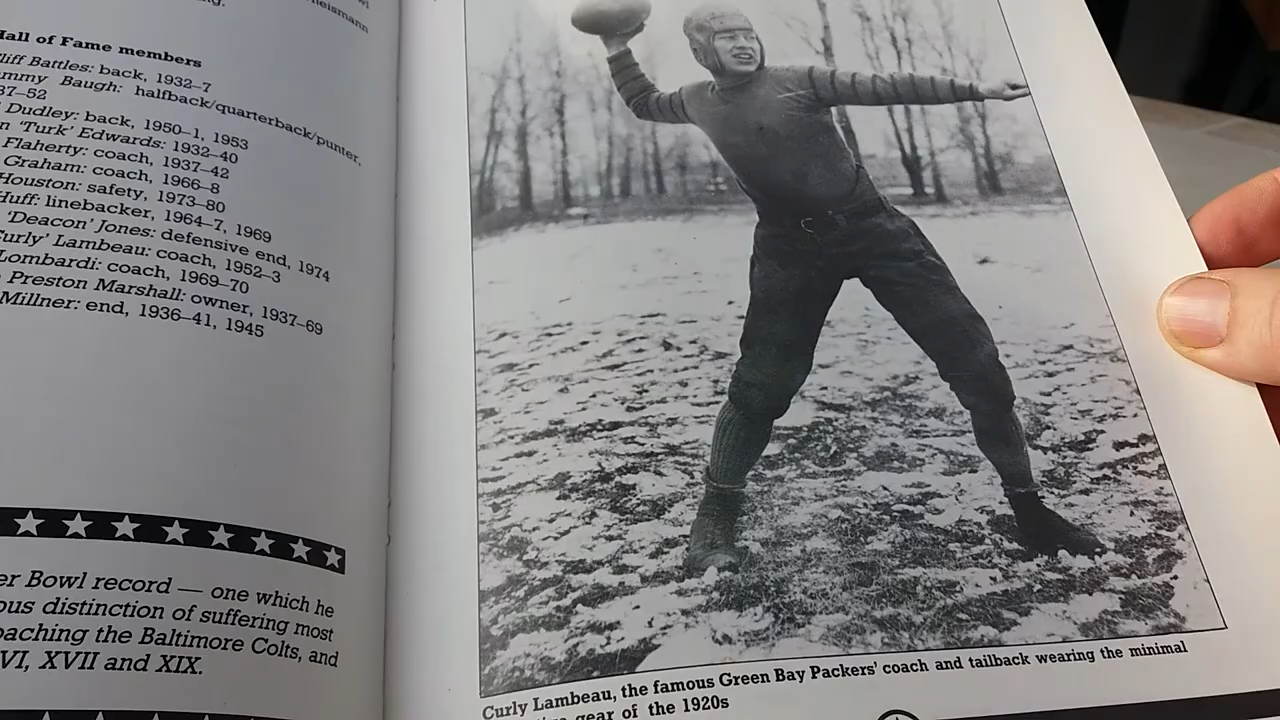 Hall of Fame members
liff Battles: back, 1932–7
mmy Baugh: halfback/quarterback/punter,
37–52
Dudley: back, 1950–1, 1953
n 'Turk' Edwards: 1932–40
Flaherty: coach, 1937–42
Graham: coach, 1966–8
Houston: safety, 1973–80
Huff: linebacker, 1964–7, 1969
'Deacon' Jones: defensive end, 1974
Curly' Lambeau: coach, 1952–3
Lombardi: coach, 1969–70
Preston Marshall: owner, 1937–69
Millner: end, 1936–41, 1945
er Bowl record — one which he
ous distinction of suffering most
oaching the Baltimore Colts, and
VI, XVII and XIX.
Curly Lambeau, the famous Green Bay Packers' coach and tailback wearing the minimal
gear of the 1920s